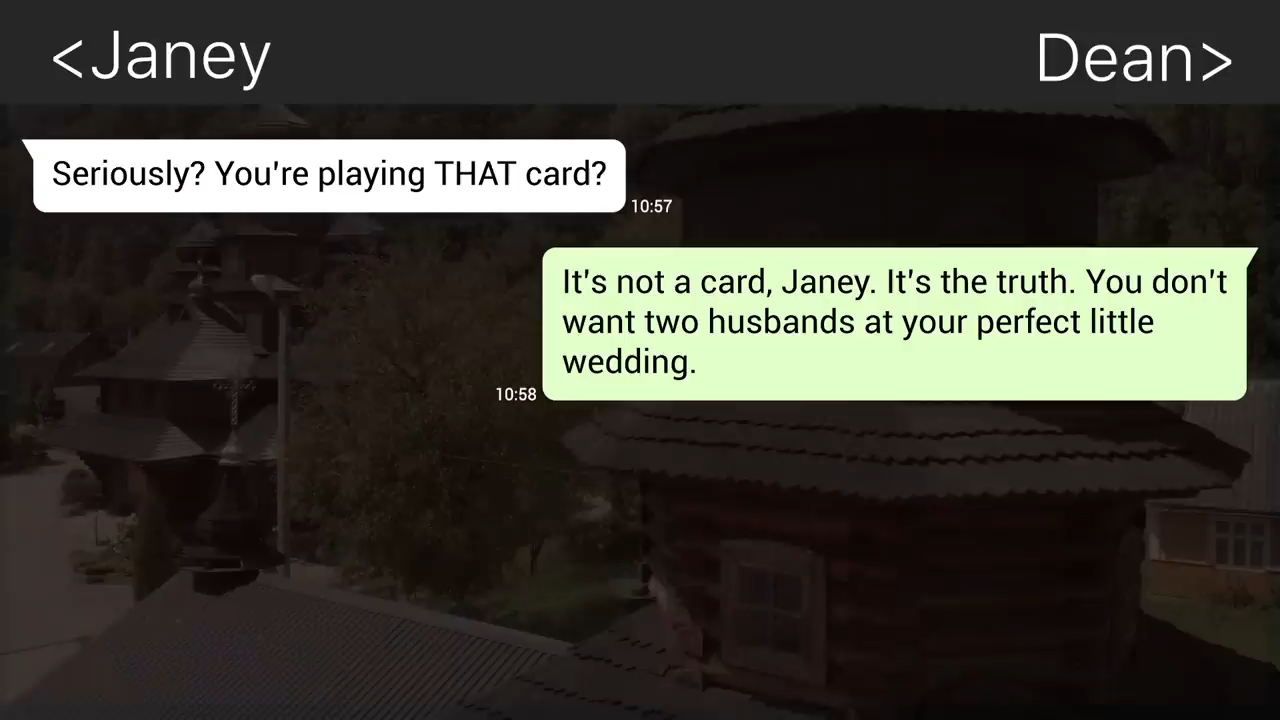 <Janey
Dean>
Seriously? You're playing THAT card?
10:57
It's not a card, Janey. It's the truth. You don't
want two husbands at your perfect little
wedding.
10:58